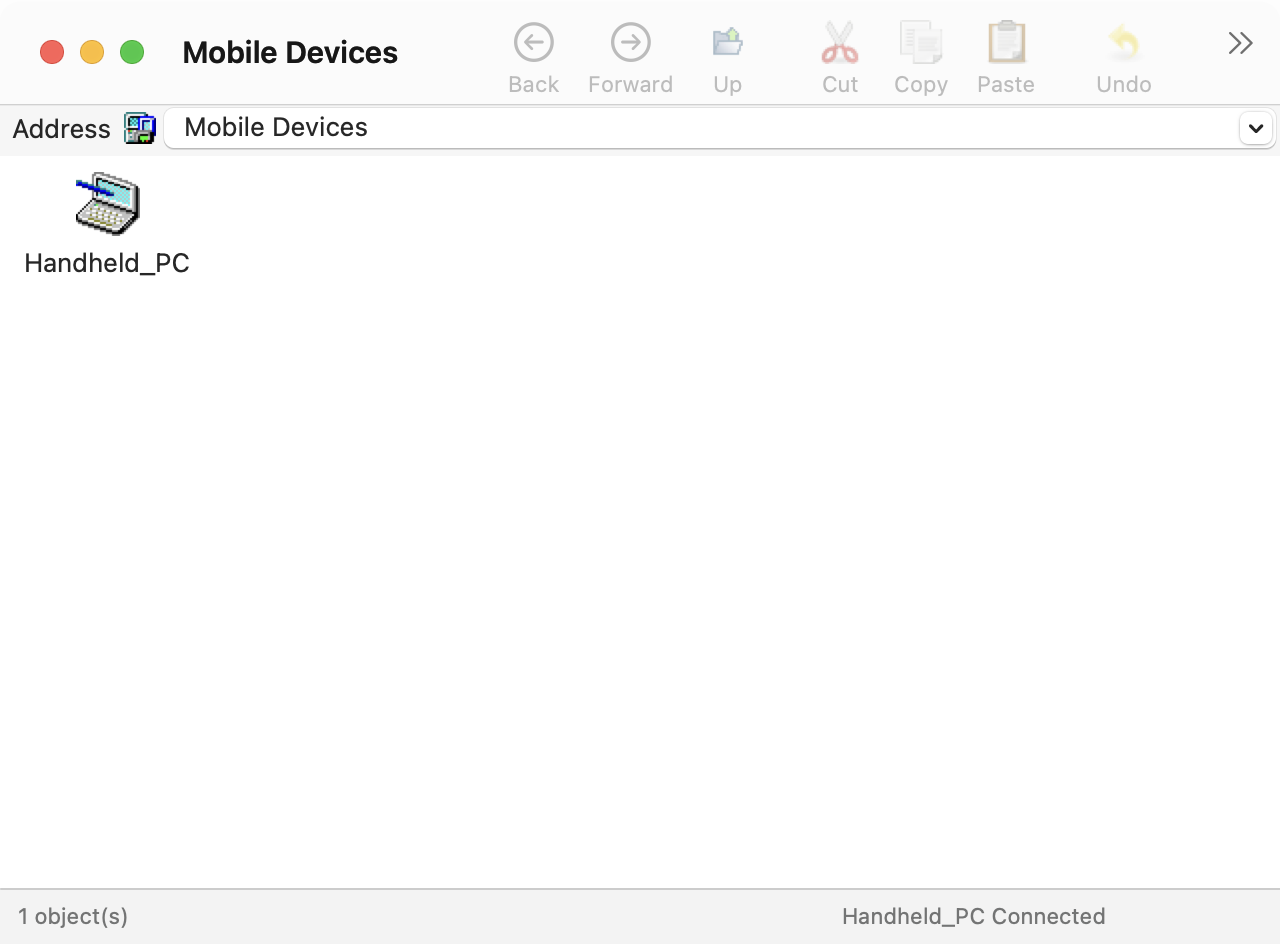 Mobile Devices
Back Forward Up Cut Copy Paste Undo
Address Mobile Devices
Handheld_PC
1 object(s) Handheld_PC Connected